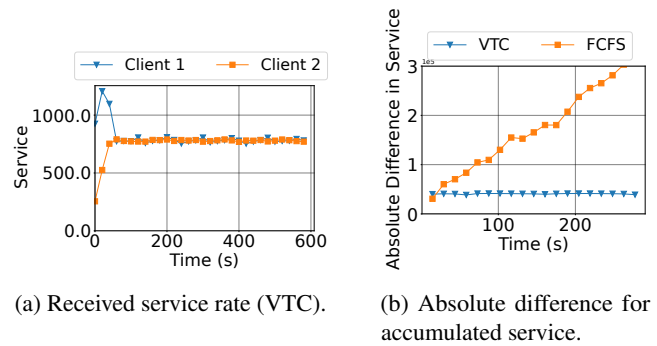 Client 1 Client 2
Service
1000.0
500.0
0.0
0 200 400 600
Time (s)
(a) Received service rate (VTC).
VTC FCFS
1e5
Absolute Difference in Service
3
2
1
0
100 200
Time (s)
(b) Absolute difference for
accumulated service.